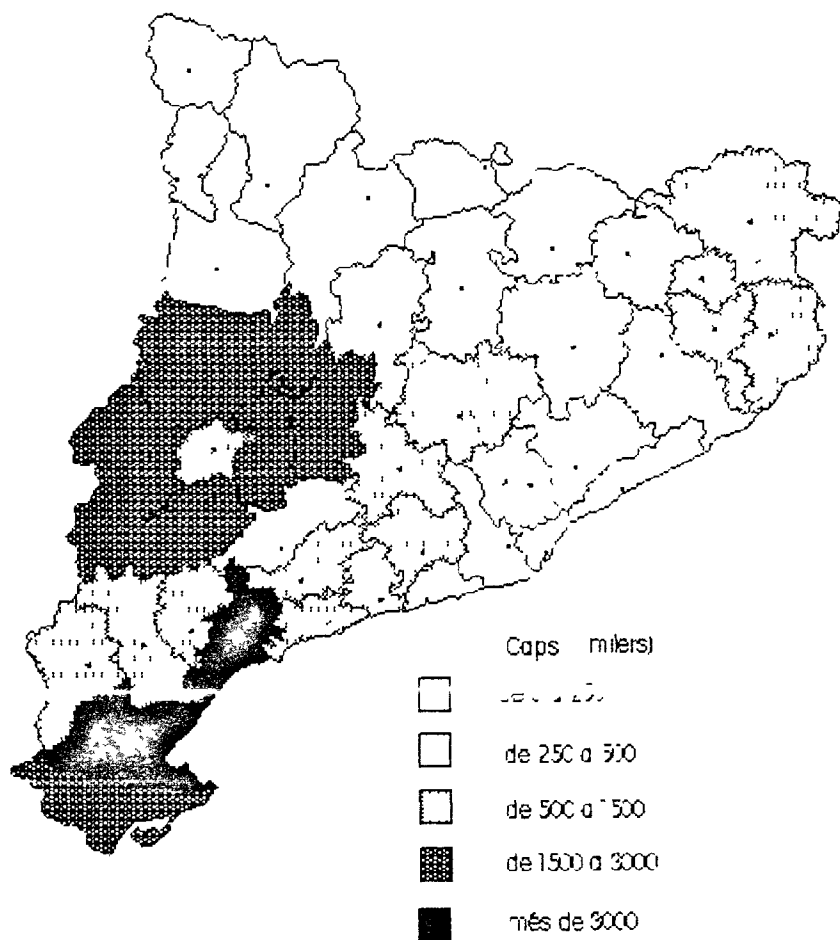 Caps milers)
de 250 a 500
de 500 a 1500
de 1500 a 3000
més de 3000